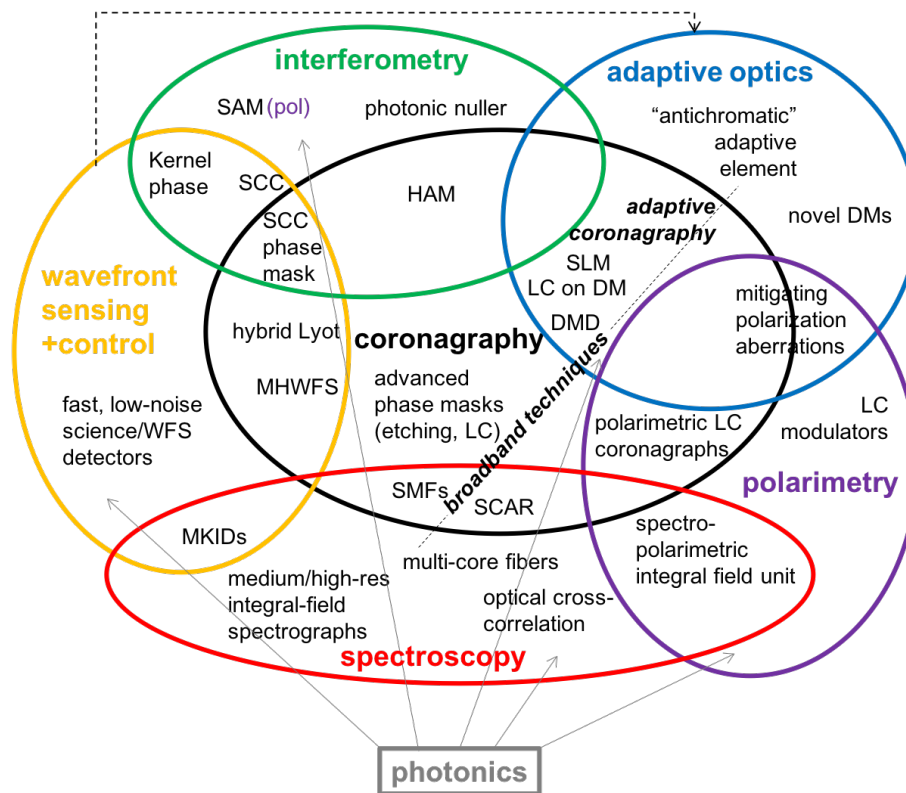 interferometry
adaptive optics
SAM(pol)
photonic nuller
“antichromatic”
adaptive
element
Kernel
phase
SCC
HAM
SCC
phase
mask
adaptive
coronagraphy
novel DMs
wavefront
sensing
+control
SLM
LC on DM
DMD
mitigating
polarization
aberrations
hybrid Lyot
coronagraphy
MHWFS
advanced
phase masks
(etching, LC)
broadband techniques
fast, low-noise
science/WFS
detectors
polarimetric LC
coronagraphs
LC
modulators
polarimetry
SMFs
SCAR
MKIDs
multi-core fibers
spectro-
polarimetric
integral field unit
medium/high-res
integral-field
spectrographs
optical cross-
correlation
spectroscopy
photonics